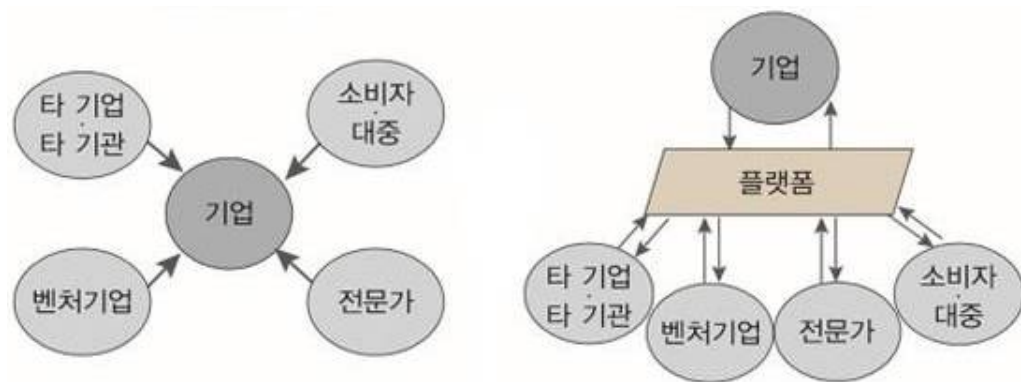 타 기업
·
타 기관
소비자
·
대중
기업
벤처기업
전문가
기업
플랫폼
타 기업
·
타 기관
벤처기업
전문가
소비자
·
대중